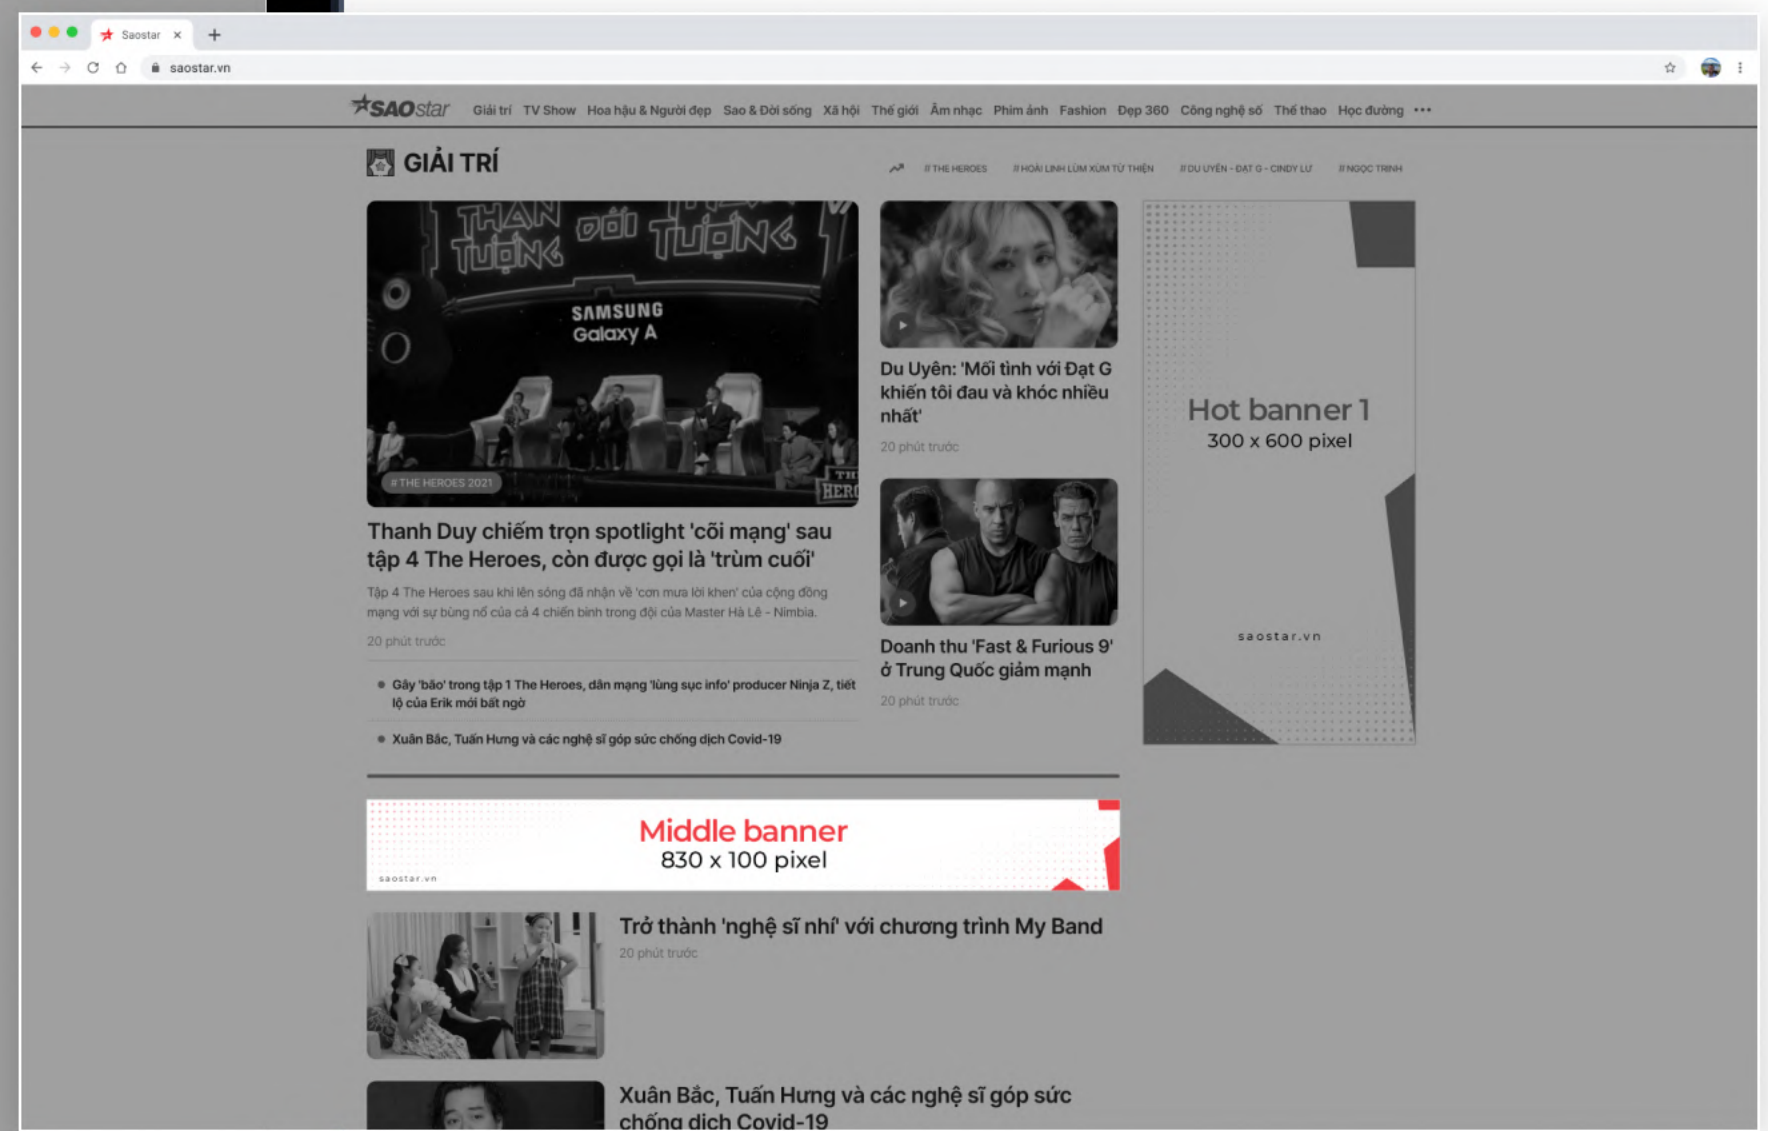 Saostar
saostar.vn
SAOstar
Giải trí TV Show Hoa hậu & Người đẹp Sao & Đời sống Xã hội Thế giới Âm nhạc Phim ảnh Fashion Đẹp 360 Công nghệ số Thể thao Học đường
GIẢI TRÍ
# THE HEROES # HOÀI LINH LÙM XÙM TỪ THIỆN # DU UYÊN - ĐẠT G - CINDY LƯ # NGỌC TRINH
THẦN TƯỢNG ĐỐI TƯỢNG
SAMSUNG
Galaxy A
# THE HEROES 2021
Thanh Duy chiếm trọn spotlight 'cõi mạng' sau
tập 4 The Heroes, còn được gọi là 'trùm cuối'
Tập 4 The Heroes sau khi lên sóng đã nhận về 'cơn mưa lời khen' của cộng đồng
mạng với sự bùng nổ của cả 4 chiến binh trong đội của Master Hà Lê - Nimbia.
20 phút trước
Gây 'bão' trong tập 1 The Heroes, dân mạng 'lùng sục info' producer Ninja Z, tiết
lộ của Erik mới bất ngờ
Xuân Bắc, Tuấn Hưng và các nghệ sĩ góp sức chống dịch Covid-19
Du Uyên: 'Mối tình với Đạt G
khiến tôi đau và khóc nhiều
nhất'
20 phút trước
Doanh thu 'Fast & Furious 9'
ở Trung Quốc giảm mạnh
20 phút trước
Hot banner 1
300 x 600 pixel
saostar.vn
Middle banner
830 x 100 pixel
saostar.vn
Trở thành 'nghệ sĩ nhí' với chương trình My Band
20 phút trước
Xuân Bắc, Tuấn Hưng và các nghệ sĩ góp sức
chống dịch Covid-19